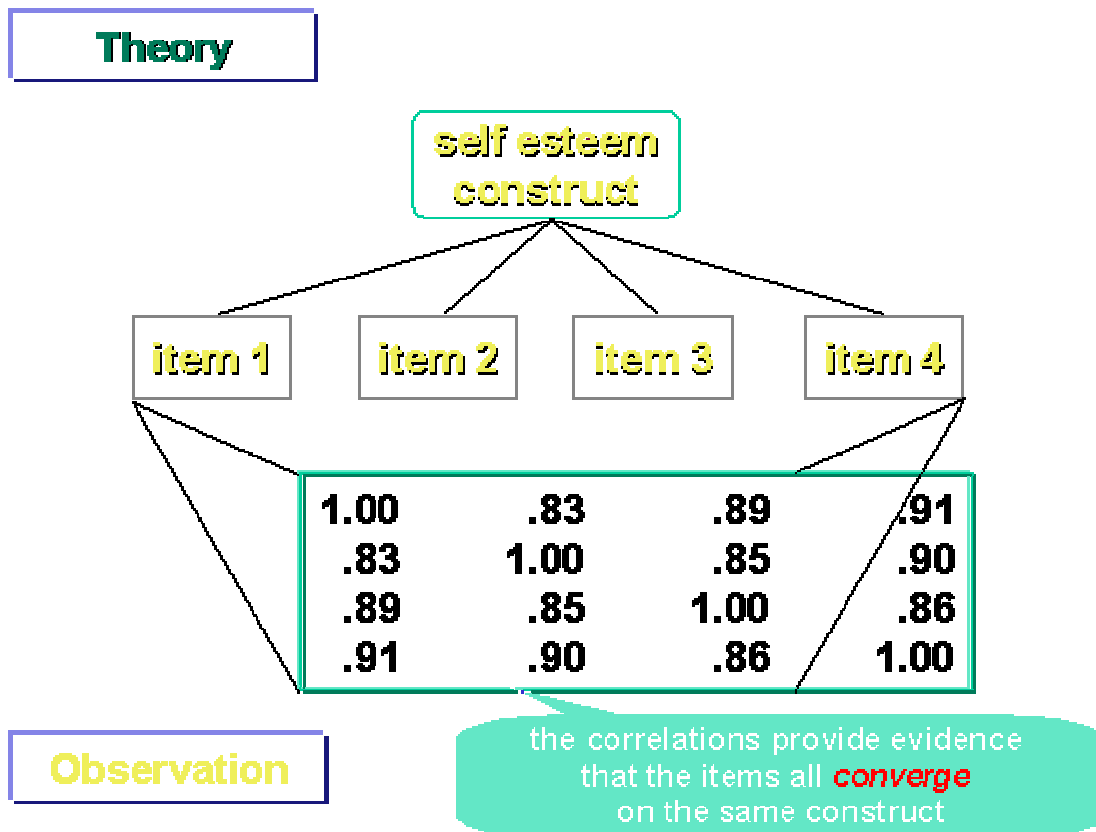 Theory
self esteem
construct
item 1 item 2 item 3 item 4
1.00 .83 .89 .91
.83 1.00 .85 .90
.89 .85 1.00 .86
.91 .90 .86 1.00
Observation
the correlations provide evidence
that the items all converge
on the same construct